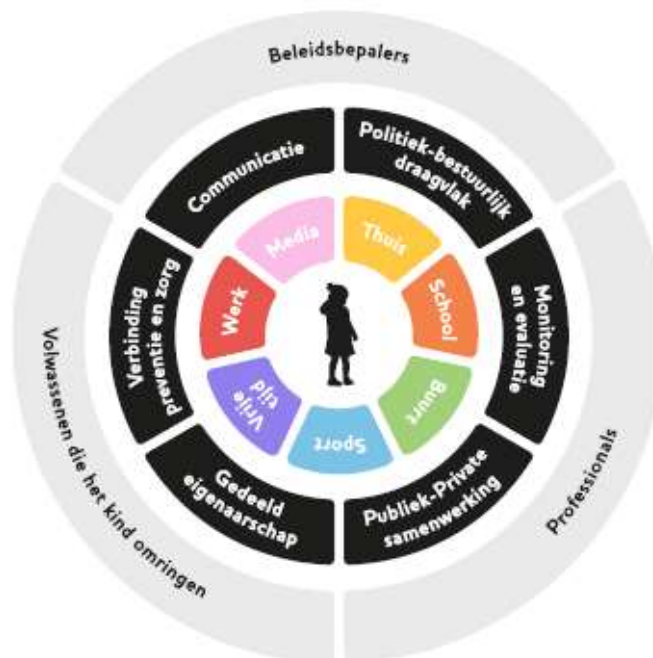 Beleidsbepalers
Communicatie
Politiek-bestuurlijk
draagvlak
Monitoring
en evaluatie
Publiek-Private
samenwerking
Gedeeld
eigenaarschap
Verbinding
preventie en zorg
Media
Thuis
School
Buurt
Sport
Vrije
tijd
Werk
Professionals
Volwassenen die het kind omringen